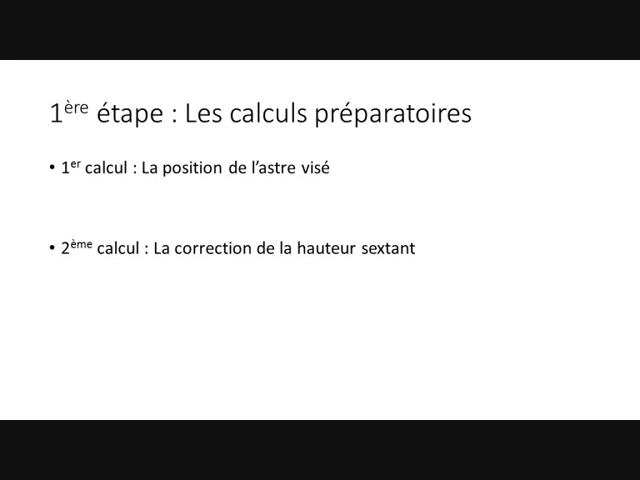 1ère étape : Les calculs préparatoires
• 1er calcul : La position de l’astre visé
• 2ème calcul : La correction de la hauteur sextant